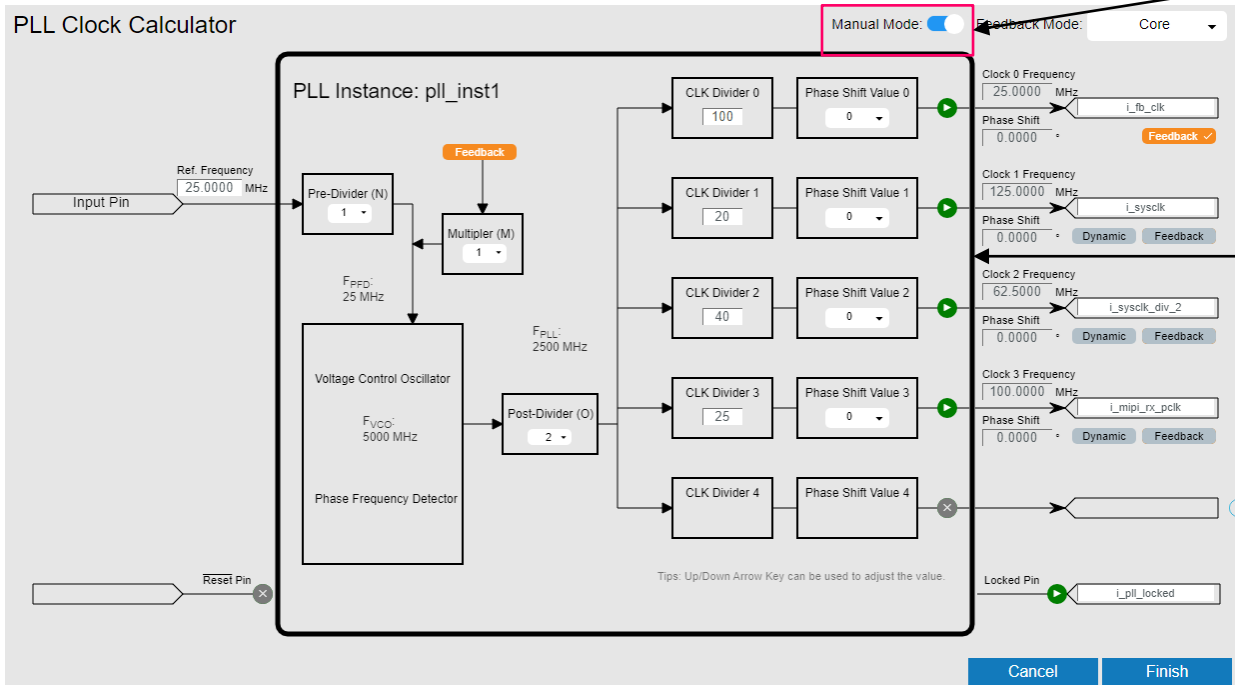 PLL Clock Calculator
Manual Mode:
Feedback Mode:
Core
PLL Instance: pll_inst1
Input Pin
Ref. Frequency
25.0000 MHz
Pre-Divider (N)
1
Feedback
Multipler (M)
1
FPFD:
25 MHz
Voltage Control Oscillator
FVCO:
5000 MHz
Phase Frequency Detector
Post-Divider (O)
2
FPLL:
2500 MHz
CLK Divider 0
100
Phase Shift Value 0
0
Clock 0 Frequency
25.0000 MHz
i_fb_clk
Phase Shift
0.0000 °
Feedback ✓
CLK Divider 1
20
Phase Shift Value 1
0
Clock 1 Frequency
125.0000 MHz
i_sysclk
Phase Shift
0.0000 °
Dynamic
Feedback
CLK Divider 2
40
Phase Shift Value 2
0
Clock 2 Frequency
62.5000 MHz
i_sysclk_div_2
Phase Shift
0.0000 °
Dynamic
Feedback
CLK Divider 3
25
Phase Shift Value 3
0
Clock 3 Frequency
100.0000 MHz
i_mipi_rx_pclk
Phase Shift
0.0000 °
Dynamic
Feedback
CLK Divider 4
Phase Shift Value 4
Tips: Up/Down Arrow Key can be used to adjust the value.
Reset Pin
Locked Pin
i_pll_locked
Cancel
Finish